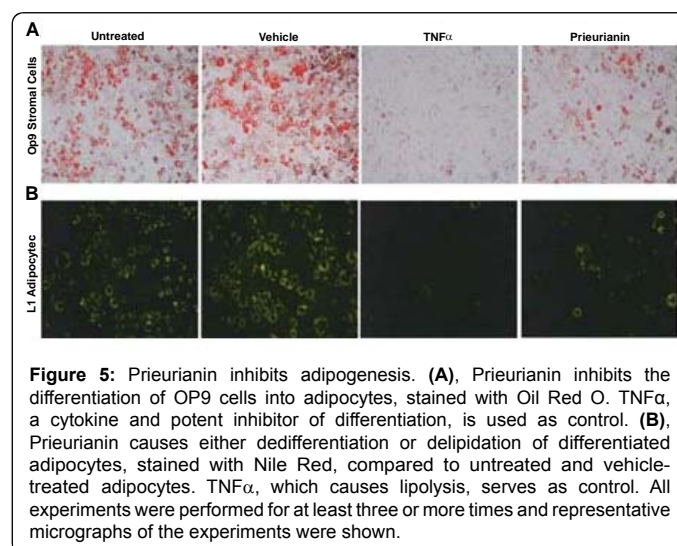 A
Untreated
Vehicle
TNFα
Prieurianin
Op9 Stromal Cells
B
L1 Adipocytec
Figure 5: Prieurianin inhibits adipogenesis. (A), Prieurianin inhibits the
differentiation of OP9 cells into adipocytes, stained with Oil Red O. TNFα,
a cytokine and potent inhibitor of differentiation, is used as control. (B),
Prieurianin causes either dedifferentiation or delipidation of differentiated
adipocytes, stained with Nile Red, compared to untreated and vehicle-
treated adipocytes. TNFα, which causes lipolysis, serves as control. All
experiments were performed for at least three or more times and representative
micrographs of the experiments were shown.